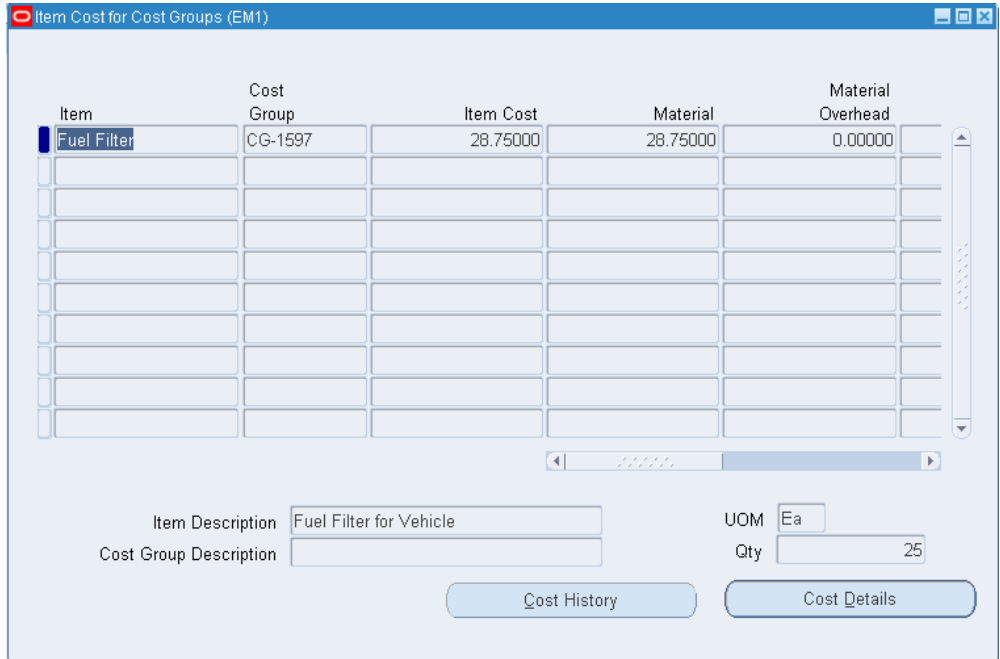 Item Cost for Cost Groups (EM1)
Cost Material
Item Group Item Cost Material Overhead
Fuel Filter CG-1597 28.75000 28.75000 0.00000
Item Description Fuel Filter for Vehicle UOM Ea
Cost Group Description Qty 25
Cost History Cost Details